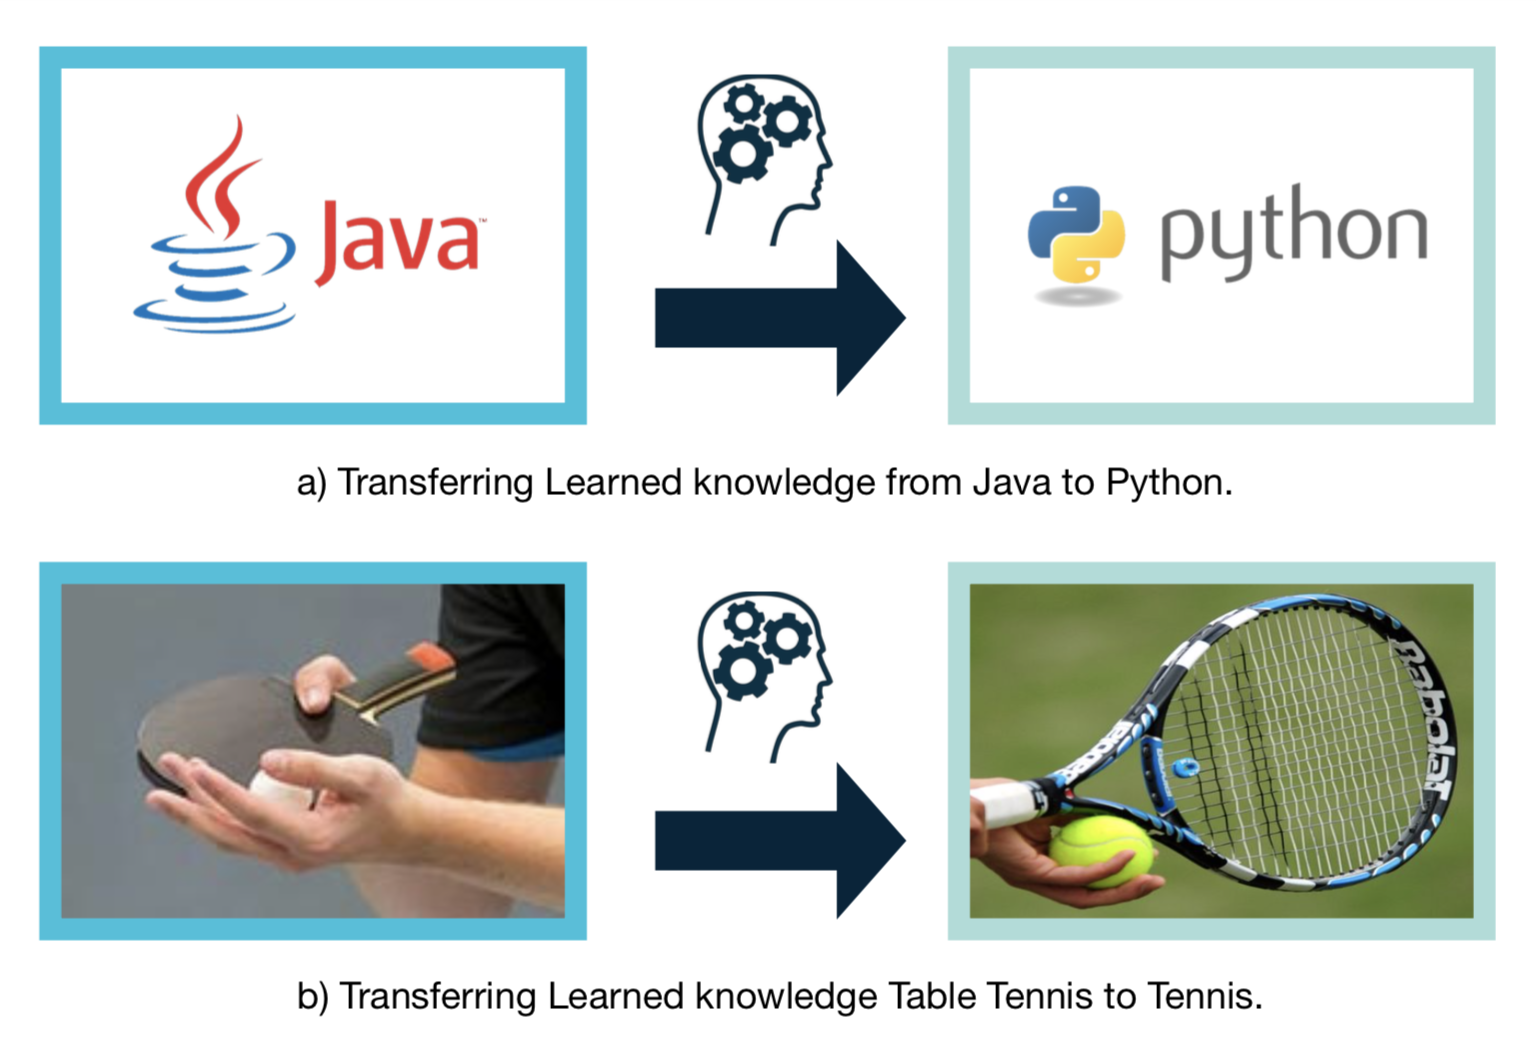 Java™
python
a) Transferring Learned knowledge from Java to Python.
Babolat
b) Transferring Learned knowledge Table Tennis to Tennis.